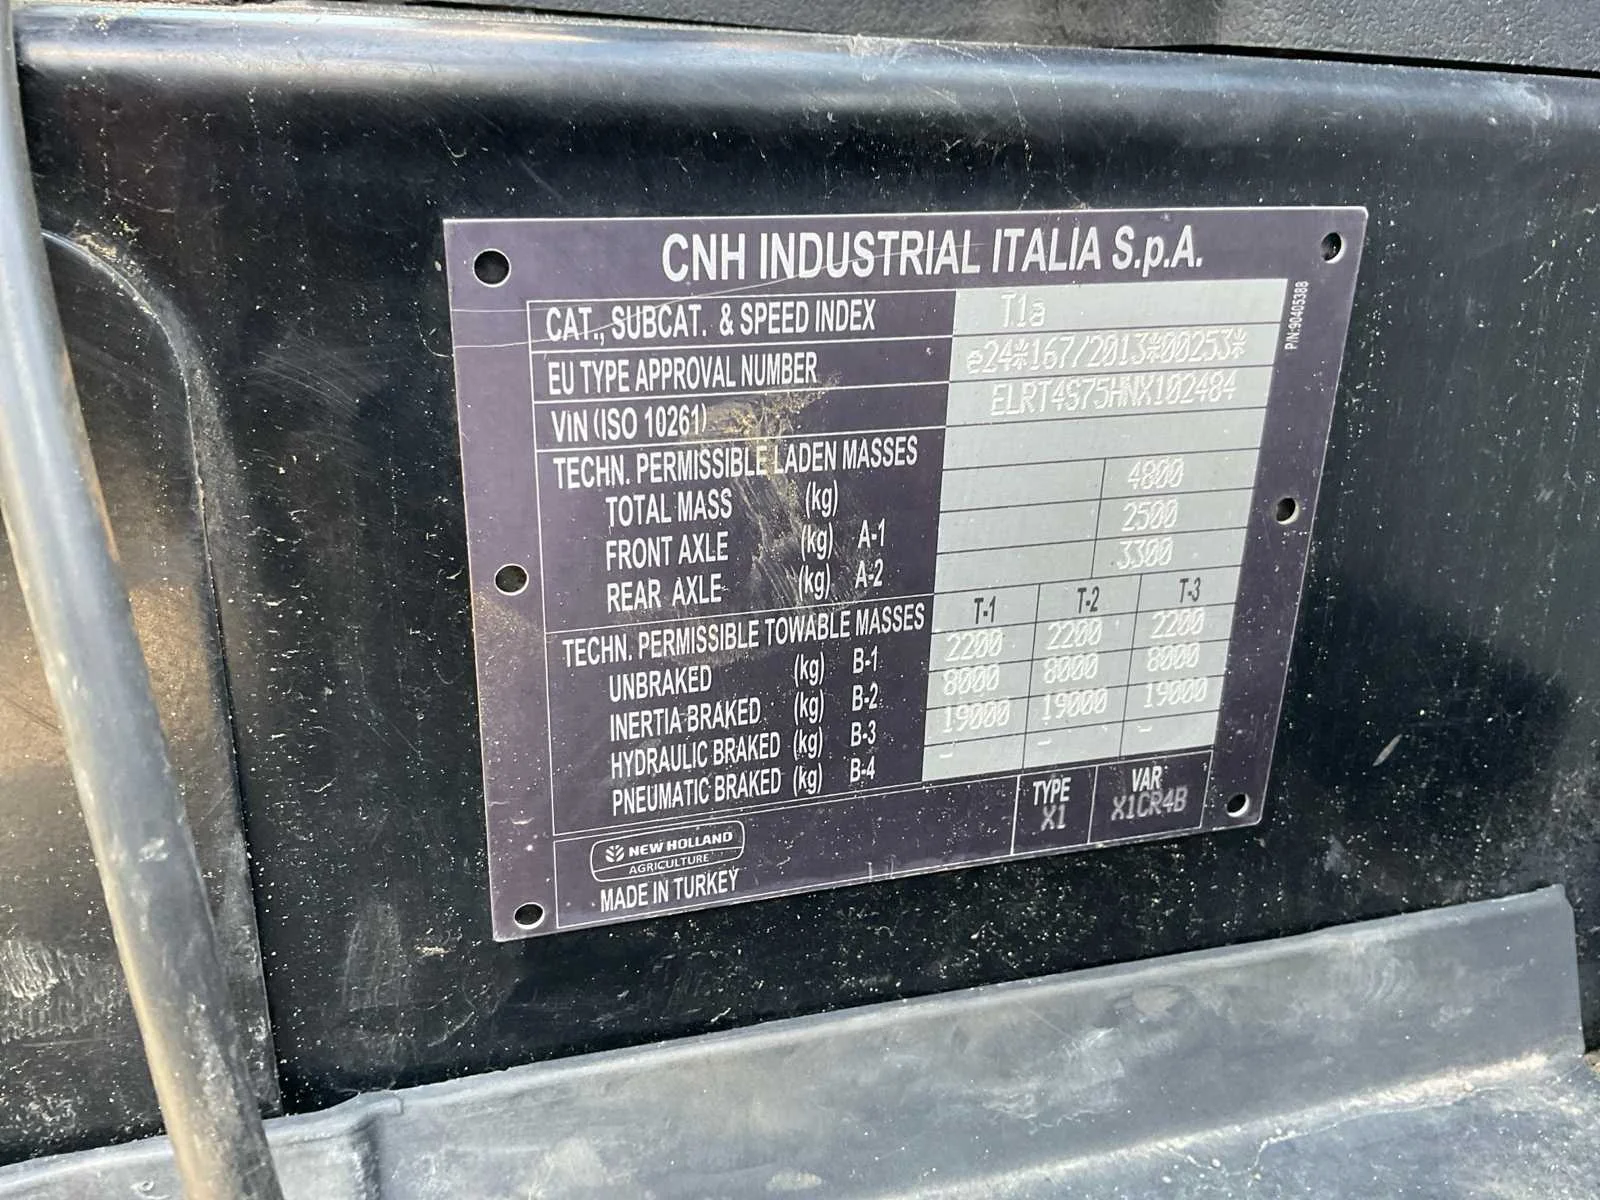 CNH INDUSTRIAL ITALIA S.p.A.
P/N:90405388
CAT., SUBCAT. & SPEED INDEX T1a
EU TYPE APPROVAL NUMBER e24*167/2013*00253*
VIN (ISO 10261) ELRT4S75HNX102484
TECHN. PERMISSIBLE LADEN MASSES
TOTAL MASS (kg) 4800
FRONT AXLE (kg) A-1 2500
REAR AXLE (kg) A-2 3300
TECHN. PERMISSIBLE TOWABLE MASSES T-1 T-2 T-3
UNBRAKED (kg) B-1 2200 2200 2200
INERTIA BRAKED (kg) B-2 8000 8000 8000
HYDRAULIC BRAKED (kg) B-3 19000 19000 19000
PNEUMATIC BRAKED (kg) B-4 - - -
TYPE VAR
X1 X1CR4B
NEW HOLLAND
AGRICULTURE
MADE IN TURKEY